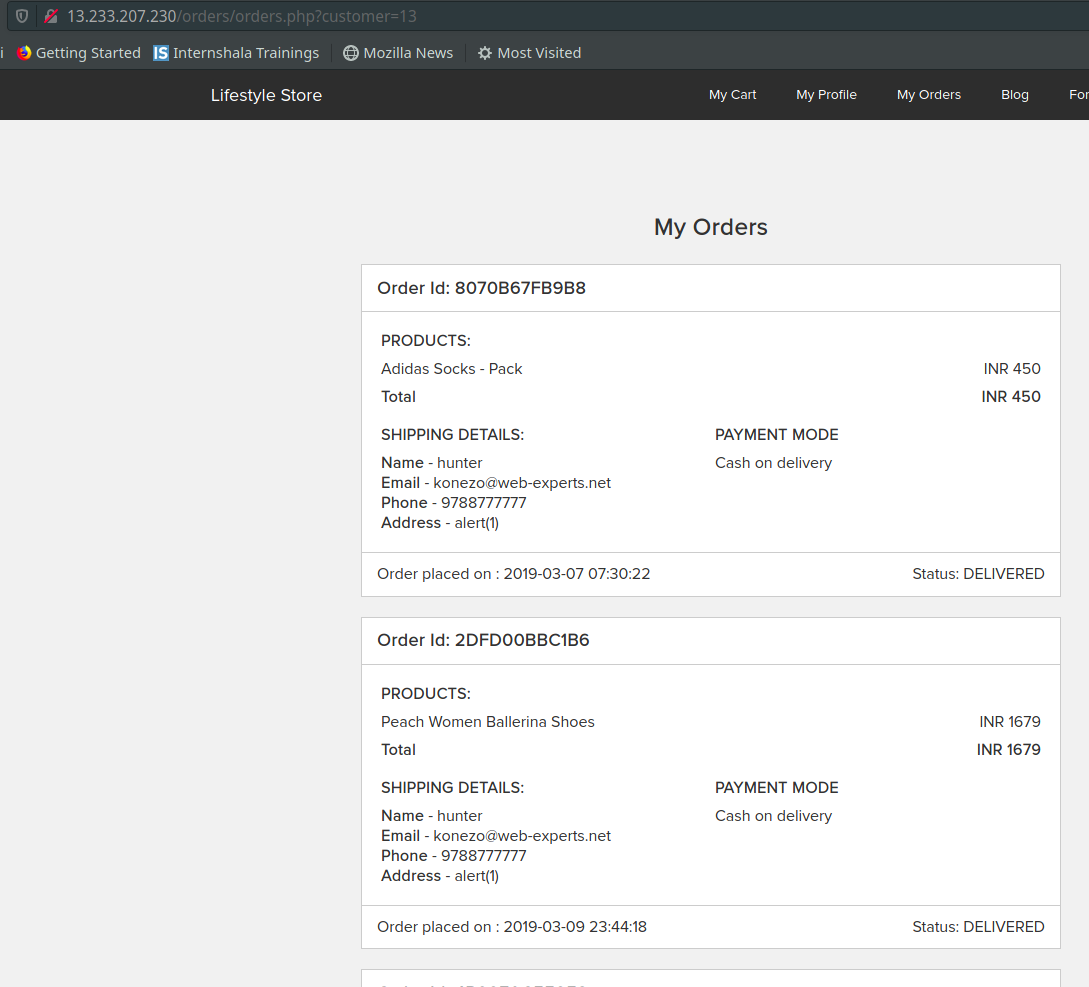 13.233.207.230/orders/orders.php?customer=13
i Getting Started IS Internshala Trainings Mozilla News Most Visited
Lifestyle Store My Cart My Profile My Orders Blog For
My Orders
Order Id: 8070B67FB9B8
PRODUCTS:
Adidas Socks - Pack INR 450
Total INR 450
SHIPPING DETAILS: PAYMENT MODE
Name - hunter Cash on delivery
Email - konezo@web-experts.net
Phone - 9788777777
Address - alert(1)
Order placed on : 2019-03-07 07:30:22 Status: DELIVERED
Order Id: 2DFD00BBC1B6
PRODUCTS:
Peach Women Ballerina Shoes INR 1679
Total INR 1679
SHIPPING DETAILS: PAYMENT MODE
Name - hunter Cash on delivery
Email - konezo@web-experts.net
Phone - 9788777777
Address - alert(1)
Order placed on : 2019-03-09 23:44:18 Status: DELIVERED